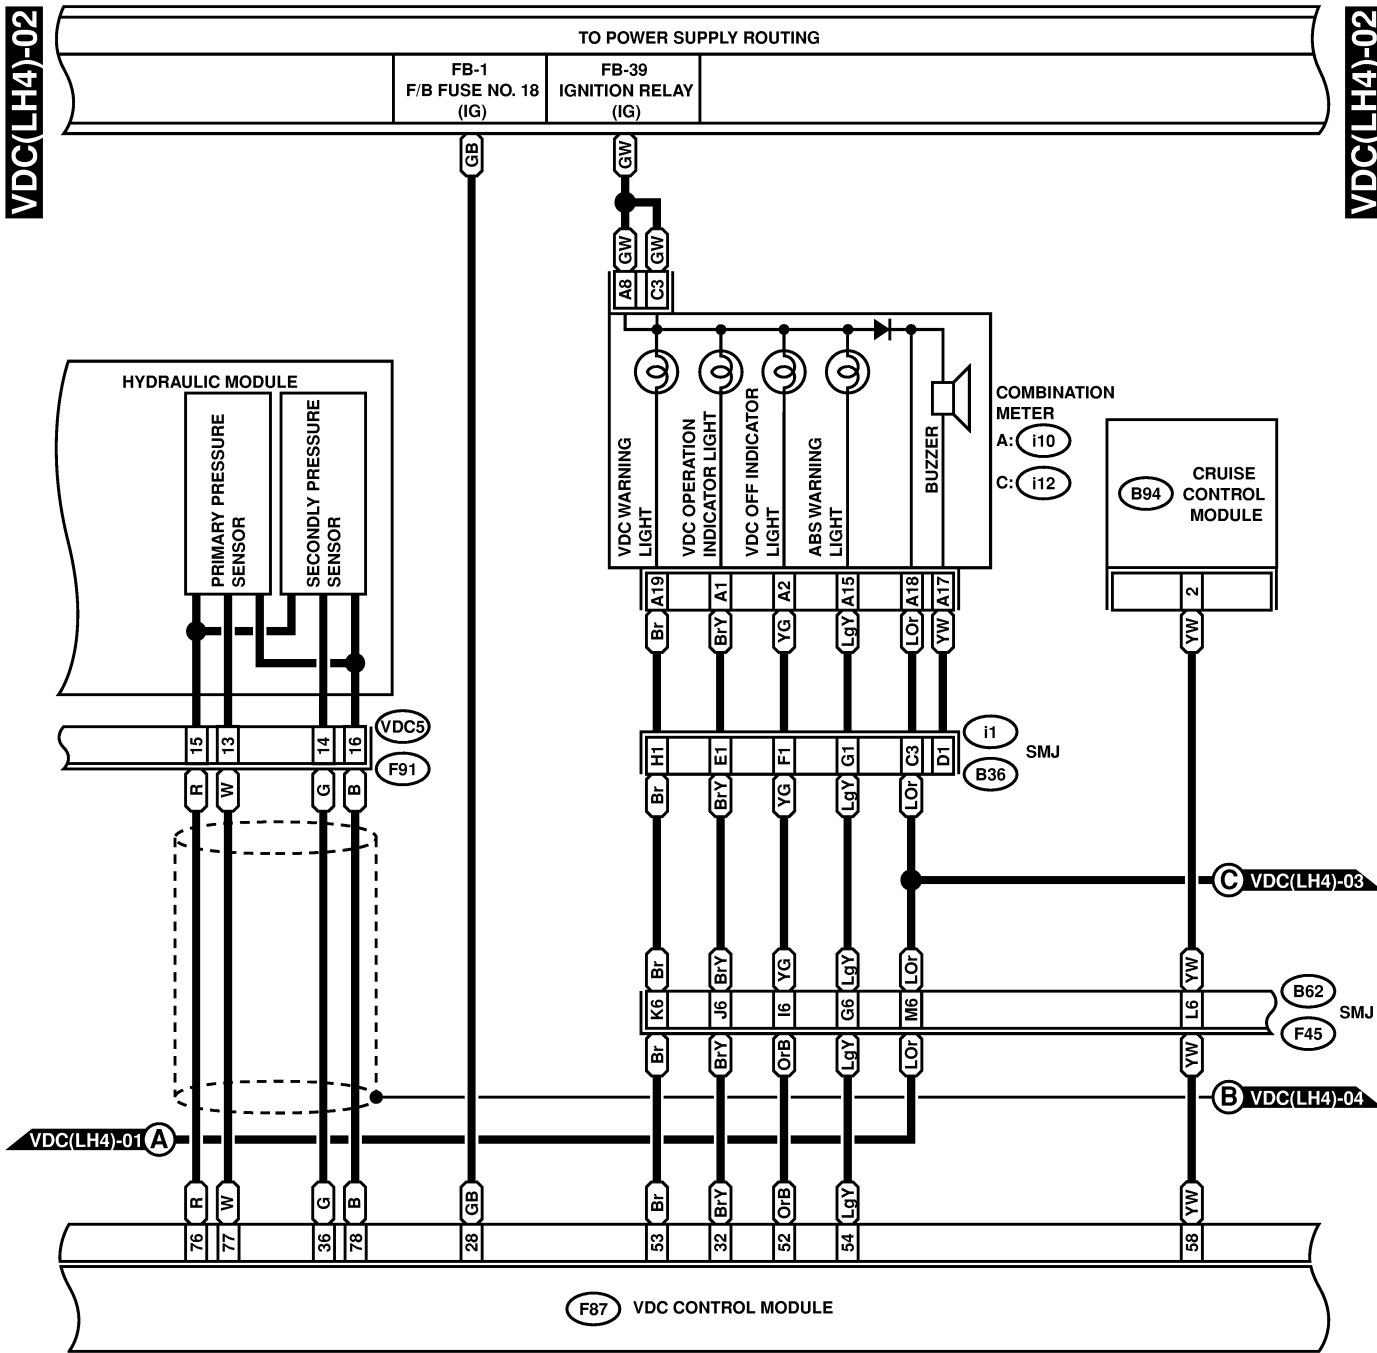 VDC(LH4)-02
VDC(LH4)-02
TO POWER SUPPLY ROUTING
FB-1
F/B FUSE NO. 18
(IG)
FB-39
IGNITION RELAY
(IG)
GB
GW
GW
GW
A8
C3
HYDRAULIC MODULE
PRIMARY PRESSURE
SENSOR
SECONDLY PRESSURE
SENSOR
VDC WARNING
LIGHT
VDC OPERATION
INDICATOR LIGHT
VDC OFF INDICATOR
LIGHT
ABS WARNING
LIGHT
BUZZER
COMBINATION
METER
A: i10
C: i12
B94
CRUISE
CONTROL
MODULE
A19
A1
A2
A15
A18
A17
2
Br
BrY
YG
LgY
LOr
YW
YW
15
13
14
16
VDC5
F91
H1
E1
F1
G1
C3
D1
i1
SMJ
B36
R
W
G
B
Br
BrY
YG
LgY
LOr
C
VDC(LH4)-03
Br
BrY
YG
LgY
LOr
YW
K6
J6
I6
G6
M6
L6
B62
SMJ
F45
Br
BrY
OrB
LgY
LOr
YW
B
VDC(LH4)-04
VDC(LH4)-01
A
R
W
G
B
GB
Br
BrY
OrB
LgY
YW
76
77
36
78
28
53
32
52
54
58
F87
VDC CONTROL MODULE